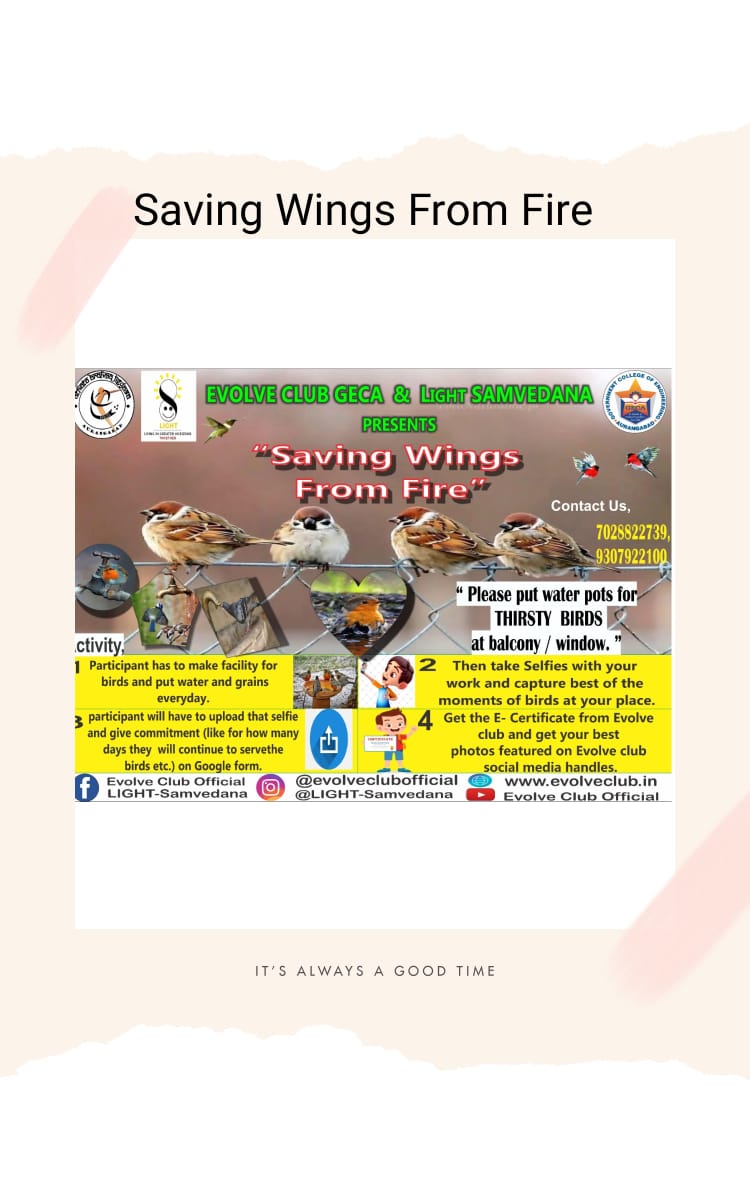 Saving Wings From Fire
EVOLVE CLUB GECA & LIGHT SAMVEDANA
PRESENTS
"Saving Wings
From Fire"
LIGHT
LIVING IN GREATER HORIZONS
TOGETHER
GOVERNMENT COLLEGE OF ENGINEERING
AURANGABAD
GECA
AURANGABAD
Contact Us,
7028822739,
9307922100
" Please put water pots for
THIRSTY BIRDS
at balcony / window. "
ctivity,
1 Participant has to make facility for
birds and put water and grains
everyday.
2 Then take Selfies with your
work and capture best of the
moments of birds at your place.
3 participant will have to upload that selfie
and give commitment (like for how many
days they will continue to servethe
birds etc.) on Google form.
CERTIFICATE
4 Get the E- Certificate from Evolve
club and get your best
photos featured on Evolve club
social media handles.
Evolve Club Official
LIGHT-Samvedana
@evolveclubofficial
@LIGHT-Samvedana
www.evolveclub.in
Evolve Club Official
IT'S ALWAYS A GOOD TIME